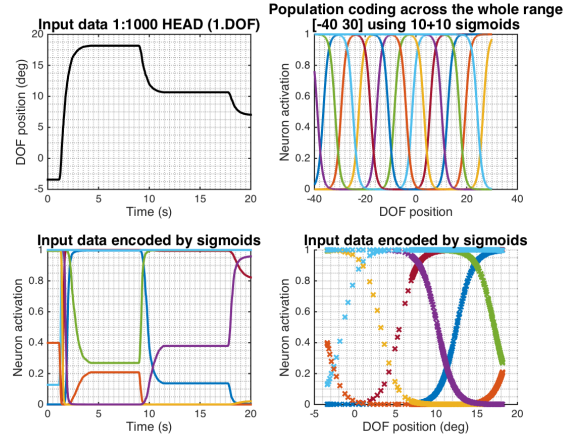 Input data 1:1000 HEAD (1.DOF)
20
15
10
5
0
-5
DOF position (deg)
0 5 10 15 20
Time (s)
Population coding across the whole range
[-40 30] using 10+10 sigmoids
1
0.8
0.6
0.4
0.2
0
Neuron activation
-40 -20 0 20 40
DOF position
Input data encoded by sigmoids
1
0.8
0.6
0.4
0.2
0
Neuron activation
0 5 10 15 20
Time (s)
Input data encoded by sigmoids
1
0.8
0.6
0.4
0.2
0
Neuron activation
-5 0 5 10 15 20
DOF position (deg)